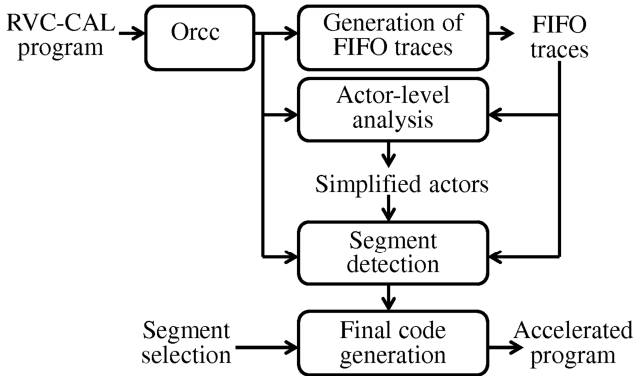 RVC-CAL
program
Orcc
Generation of
FIFO traces
FIFO
traces
Actor-level
analysis
Simplified actors
Segment
detection
Segment
selection
Final code
generation
Accelerated
program